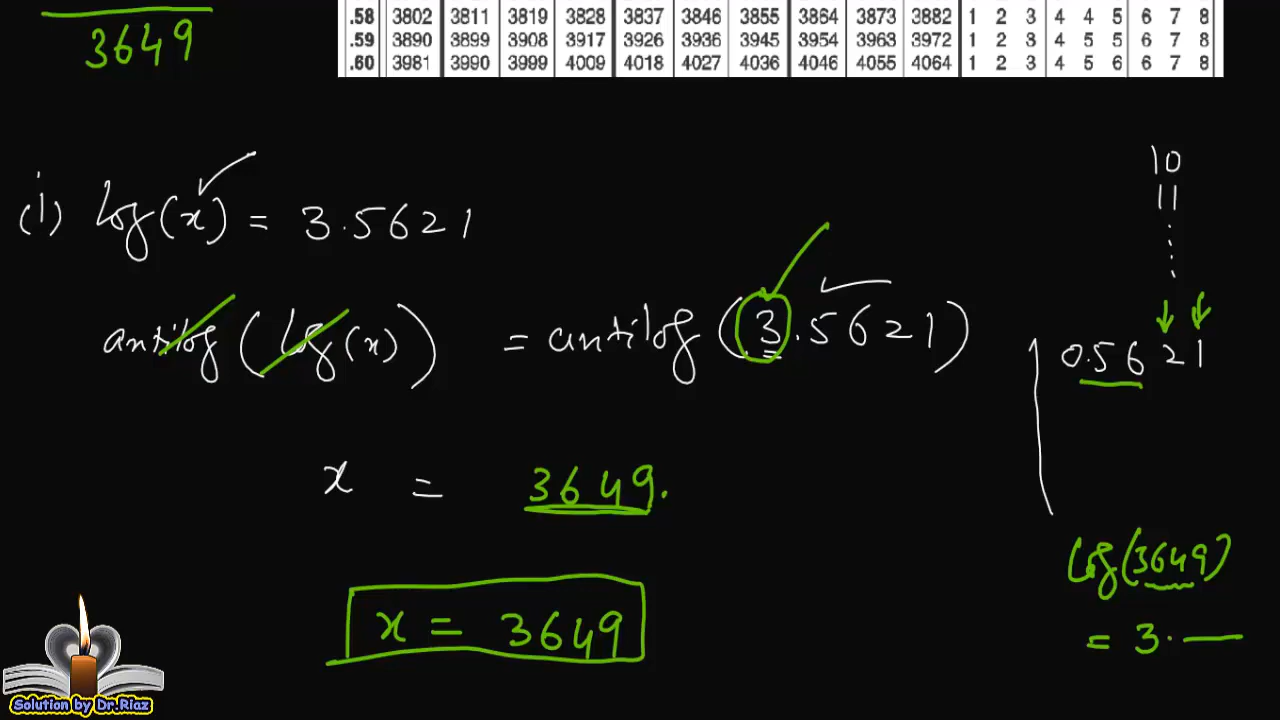 3649
.58 3802 3811 3819 3828 3837 3846 3855 3864 3873 3882 1 2 3 4 4 5 6 7 8
.59 3890 3899 3908 3917 3926 3936 3945 3954 3963 3972 1 2 3 4 5 5 6 7 8
.60 3981 3990 3999 4009 4018 4027 4036 4046 4055 4064 1 2 3 4 5 6 6 7 8
10
11
(i) log(x) = 3.5621
antilog(log(x)) = antilog(3.5621)
0.5621
x = 3649.
log(3649)
= 3.
x = 3649
Solution by Dr.Riaz